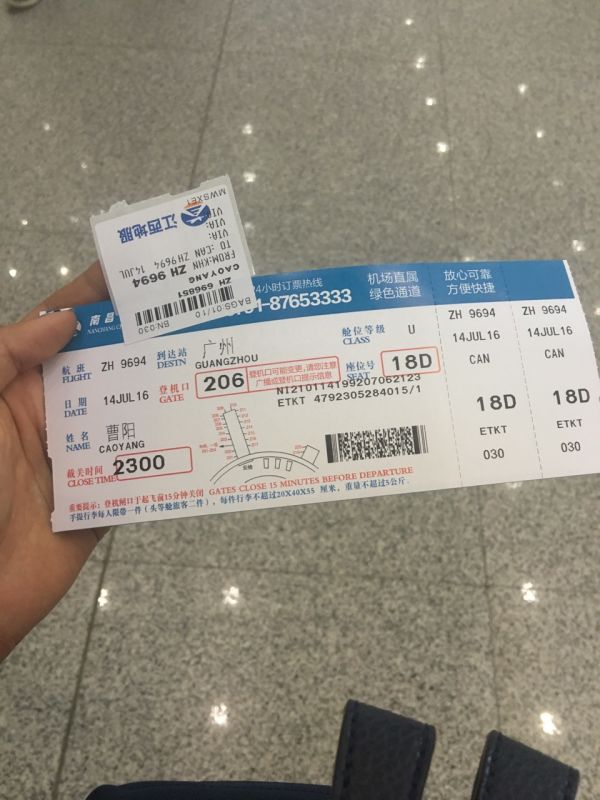 MWSXE1
江西地服
VIA:
VIA:
VIA:
FROM:KHN
TO :CAN ZH9694 14JUL
ZH 9694
CAOYANG
ZH 696851
BAGS:01/10
BN:030
南昌
NANCHANG
24小时订票热线
-87653333
机场直属
绿色通道
放心可靠
方便快捷
航班 FLIGHT ZH 9694
到达站 DESTN 广州 GUANGZHOU
舱位等级 CLASS U
日期 DATE 14JUL16
登机口 GATE 206
登机口可能变更,请您注意
广播或登机口提示信息
座位号 SEAT 18D
NI210114199207062123
ETKT 4792305284015/1
姓名 NAME 曹阳 CAOYANG
截关时间 CLOSE TIME 2300
安检
重要提示:登机闸口于起飞前15分钟关闭 GATES CLOSE 15 MINUTES BEFORE DEPARTURE
手提行李每人限带一件(头等舱旅客二件),每件行李不超过20X40X55 厘米,重量不超过5公斤.
ZH 9694
14JUL16
CAN
18D
ETKT
030
ZH 9694
14JUL16
CAN
18D
ETKT
030